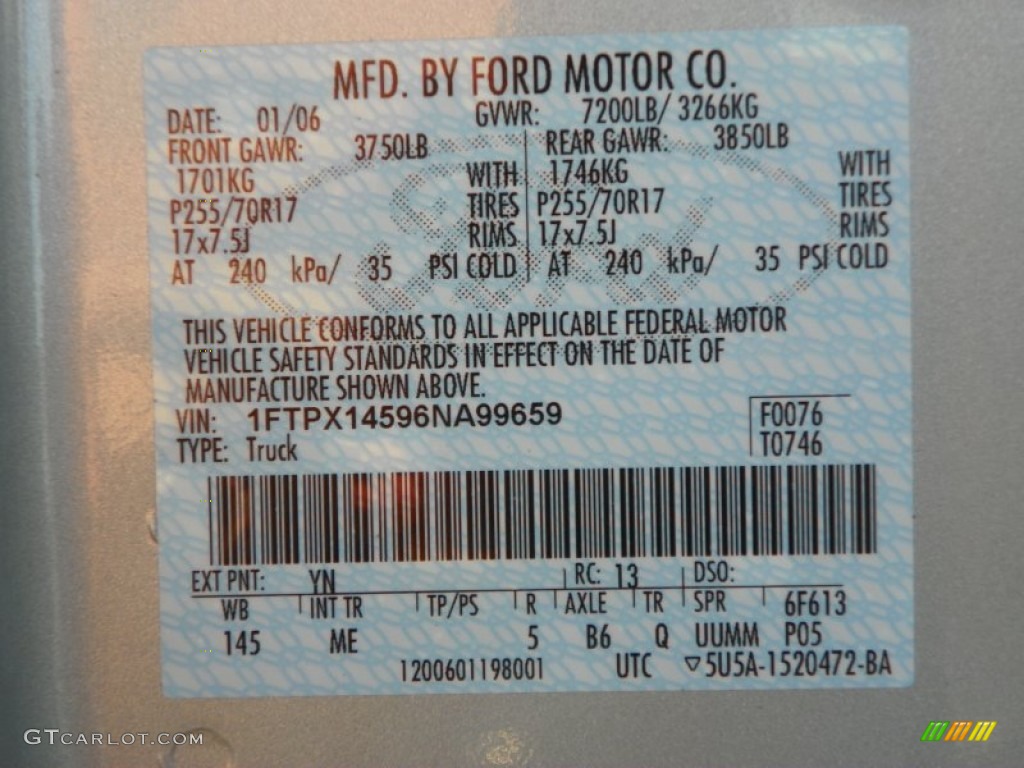 MFD. BY FORD MOTOR CO.
DATE: 01/06 GVWR: 7200LB/ 3266KG
FRONT GAWR: 3750LB REAR GAWR: 3850LB
1701KG WITH 1746KG WITH
P255/70R17 TIRES P255/70R17 TIRES
17x7.5J RIMS 17x7.5J RIMS
AT 240 kPa/ 35 PSI COLD AT 240 kPa/ 35 PSI COLD
THIS VEHICLE CONFORMS TO ALL APPLICABLE FEDERAL MOTOR
VEHICLE SAFETY STANDARDS IN EFFECT ON THE DATE OF
MANUFACTURE SHOWN ABOVE.
VIN: 1FTPX14596NA99659 F0076
TYPE: Truck T0746
EXT PNT: YN RC: 13 DSO:
WB INT TR TP/PS R AXLE TR SPR 6F613
145 ME 5 B6 Q UUMM P05
1200601198001 UTC ▽5U5A-1520472-BA
GTCARLOT.COM